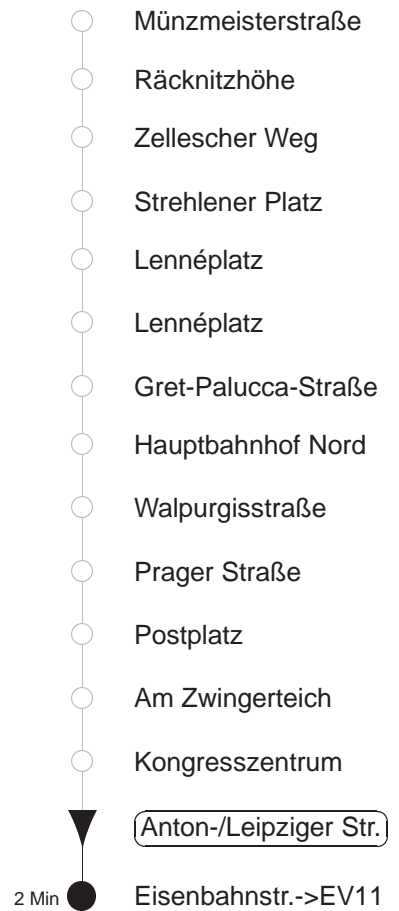 Münzmeisterstraße
Räcknitzhöhe
Zellescher Weg
Strehlener Platz
Lennéplatz
Lennéplatz
Gret-Palucca-Straße
Hauptbahnhof Nord
Walpurgisstraße
Prager Straße
Postplatz
Am Zwingerteich
Kongresszentrum
Anton-/Leipziger Str.
2 Min Eisenbahnstr.->EV11